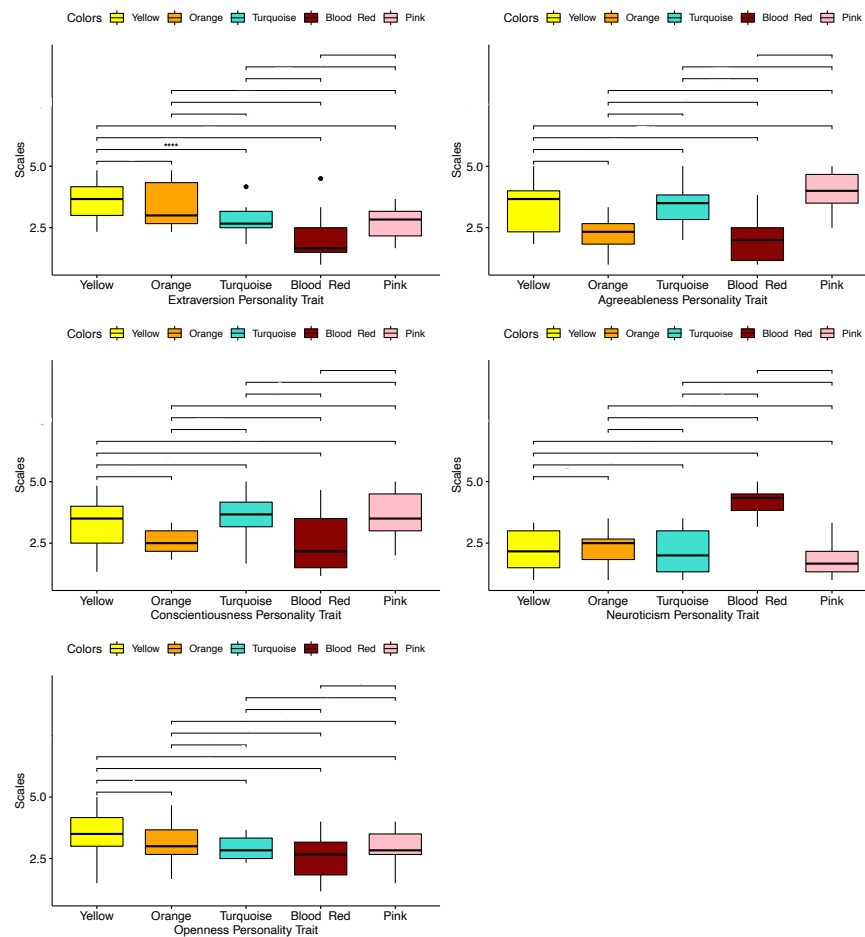 Colors Yellow Orange Turquoise Blood Red Pink
Scales
5.0
2.5
****
Yellow Orange Turquoise Blood Red Pink
Extraversion Personality Trait
Colors Yellow Orange Turquoise Blood Red Pink
Scales
5.0
2.5
Yellow Orange Turquoise Blood Red Pink
Agreeableness Personality Trait
Colors Yellow Orange Turquoise Blood Red Pink
Scales
5.0
2.5
Yellow Orange Turquoise Blood Red Pink
Conscientiousness Personality Trait
Colors Yellow Orange Turquoise Blood Red Pink
Scales
5.0
2.5
Yellow Orange Turquoise Blood Red Pink
Neuroticism Personality Trait
Colors Yellow Orange Turquoise Blood Red Pink
Scales
5.0
2.5
Yellow Orange Turquoise Blood Red Pink
Openness Personality Trait